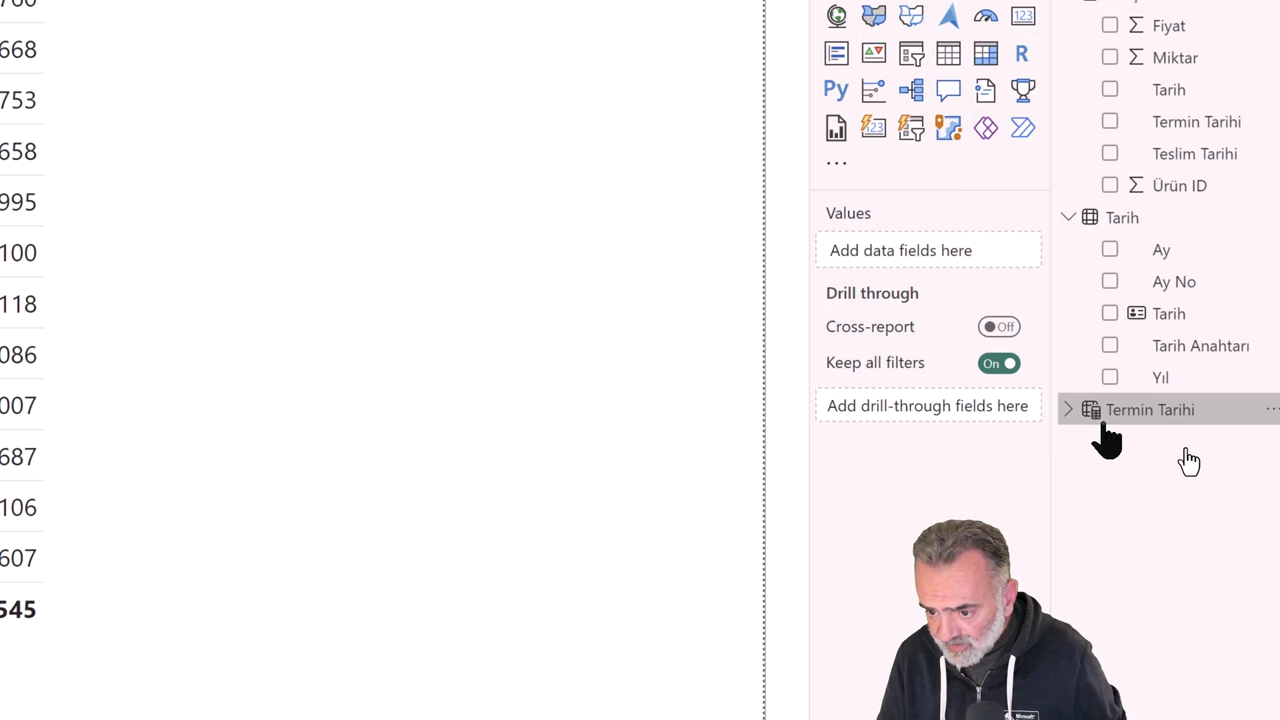 668
753
658
995
100
118
086
007
687
106
607
545
123
R
Py
123
...
Values
Add data fields here
Drill through
Cross-report
Off
Keep all filters
On
Add drill-through fields here
Fiyat
Miktar
Tarih
Termin Tarihi
Teslim Tarihi
Ürün ID
Tarih
Ay
Ay No
Tarih
Tarih Anahtarı
Yıl
Termin Tarihi
Microsoft